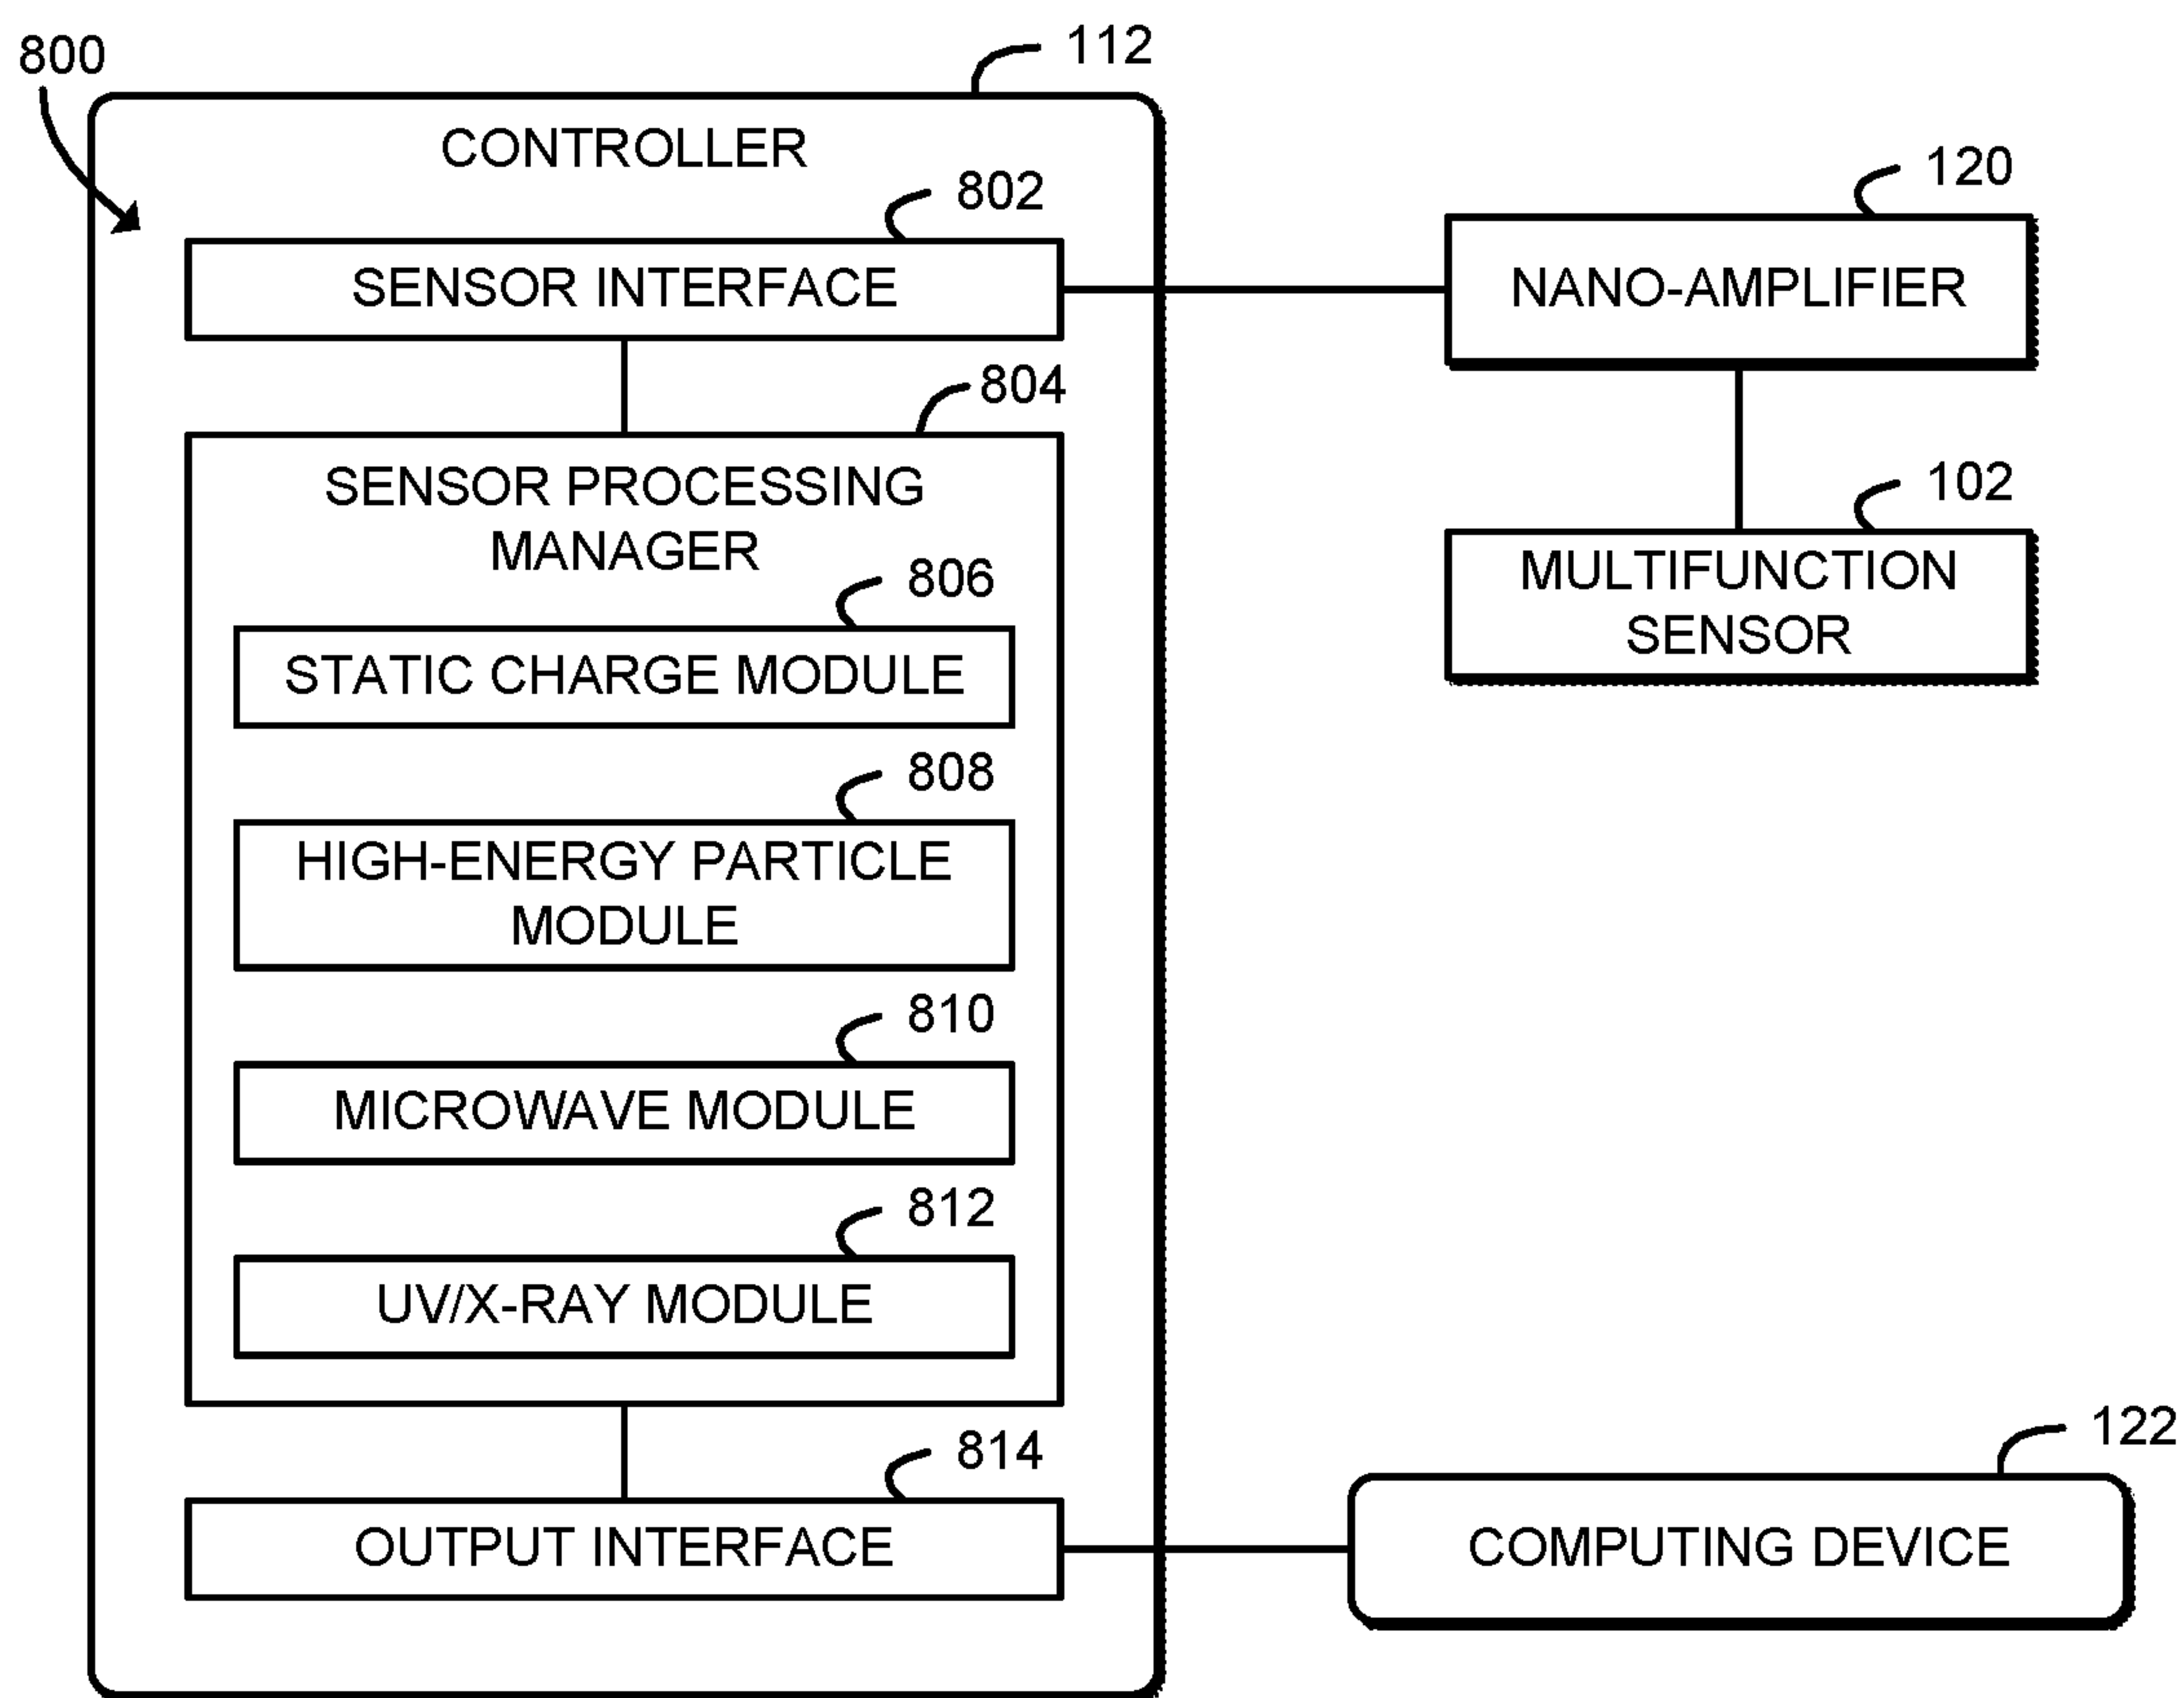 800
112
CONTROLLER
802
SENSOR INTERFACE
804
SENSOR PROCESSING
MANAGER
806
STATIC CHARGE MODULE
808
HIGH-ENERGY PARTICLE
MODULE
810
MICROWAVE MODULE
812
UV/X-RAY MODULE
814
OUTPUT INTERFACE
120
NANO-AMPLIFIER
102
MULTIFUNCTION
SENSOR
122
COMPUTING DEVICE